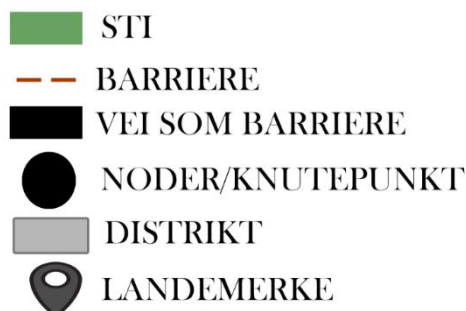 STI
BARRIERE
VEI SOM BARRIERE
NODER/KNUTEPUNKT
DISTRIKT
LANDEMERKE